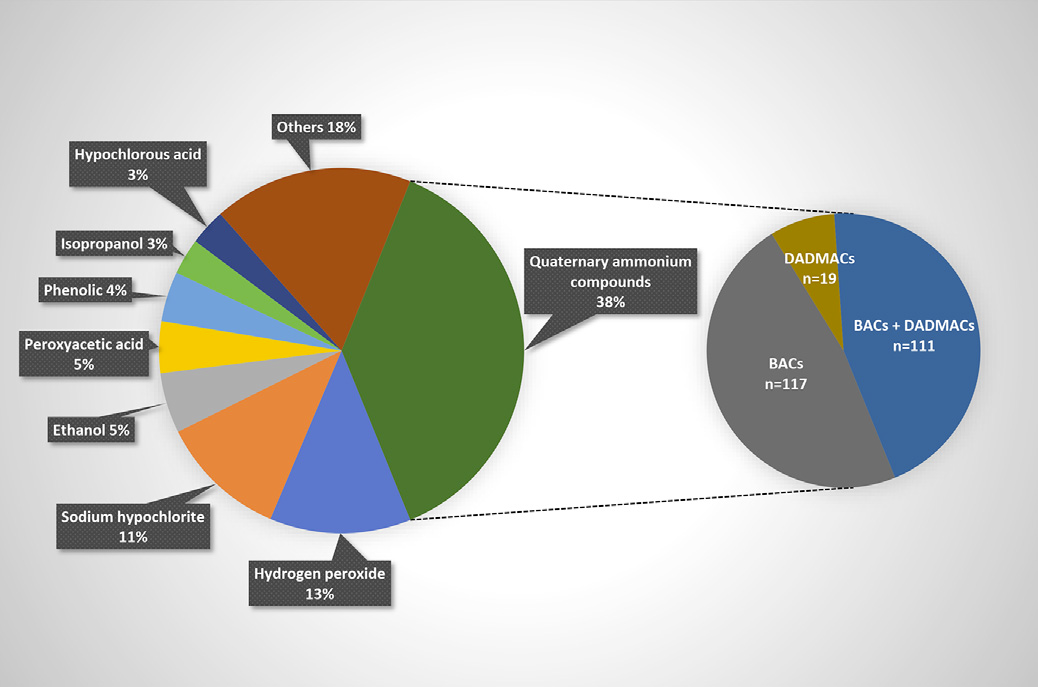 Others 18%
Hypochlorous acid
3%
Isopropanol 3%
Phenolic 4%
Peroxyacetic acid
5%
Ethanol 5%
Sodium hypochlorite
11%
Hydrogen peroxide
13%
Quaternary ammonium
compounds
38%
DADMACs
n=19
BACs + DADMACs
n=111
BACs
n=117